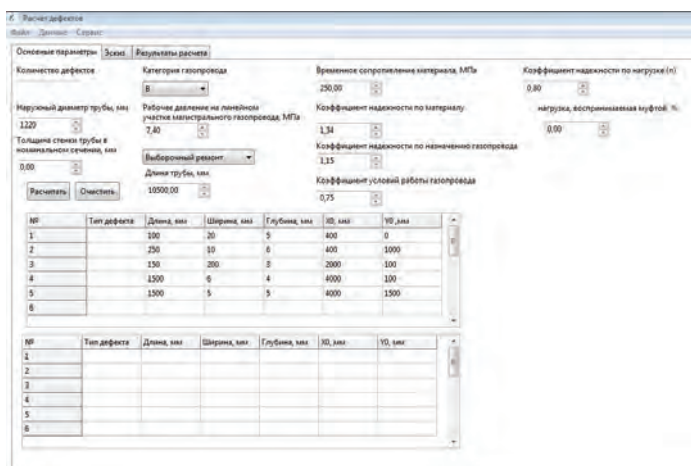 Расчет дефектов
Файл Данные Сервис
Основные параметры Эскиз Результаты расчета
Количество дефектов
Категория газопровода
В
Временное сопротивление материала, МПа
250,00
Коэффициент надежности по нагрузке (n)
0,80
Наружный диаметр трубы, мм
1220
Рабочее давление на линейном
участке магистрального газопровода, МПа
7,40
Коэффициент надежности по материалу
1,34
нагрузка, воспринимаемая муфтой %
0,00
Толщина стенки трубы в
номинальном сечении, мм
0,00
Выборочный ремонт
Коэффициент надежности по назначению газопровода
1,15
Длина трубы, мм
10500,00
Коэффициент условий работы газопровода
0,75
Расчитать Очистить
№ Тип дефекта Длина, мм Ширина, мм Глубина, мм X0, мм Y0 ,мм
1 100 20 5 400 0
2 250 10 6 400 1000
3 150 200 3 2000 100
4 1500 6 4 4000 100
5 1500 5 5 4000 1500
6
№ Тип дефекта Длина, мм Ширина, мм Глубина, мм X0, мм Y0, мм
1
2
3
4
5
6